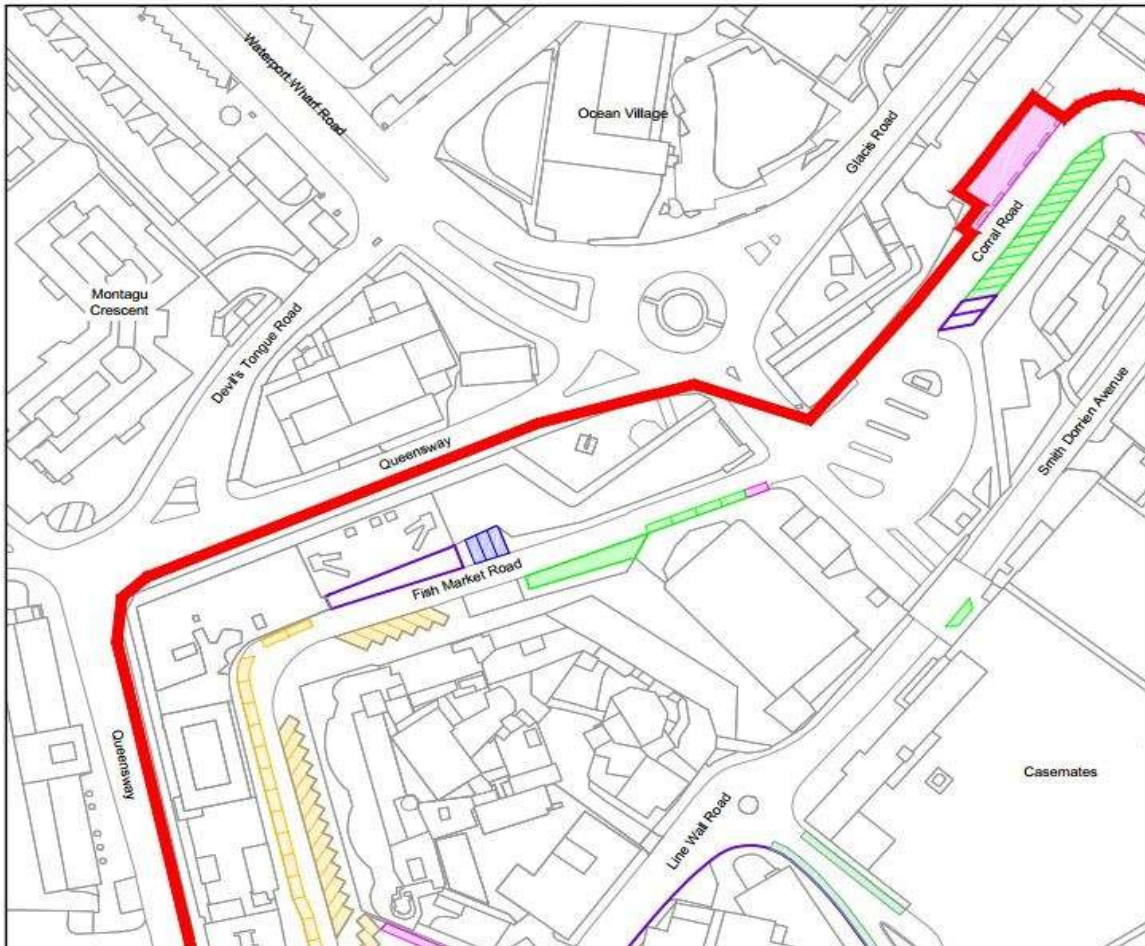 Waterport Wharf Road
Ocean Village
Glacis Road
Corral Road
Montagu
Crescent
Devil's Tongue Road
Smith Dorrien Avenue
Queensway
Fish Market Road
Queensway
Casemates
Line Wall Road